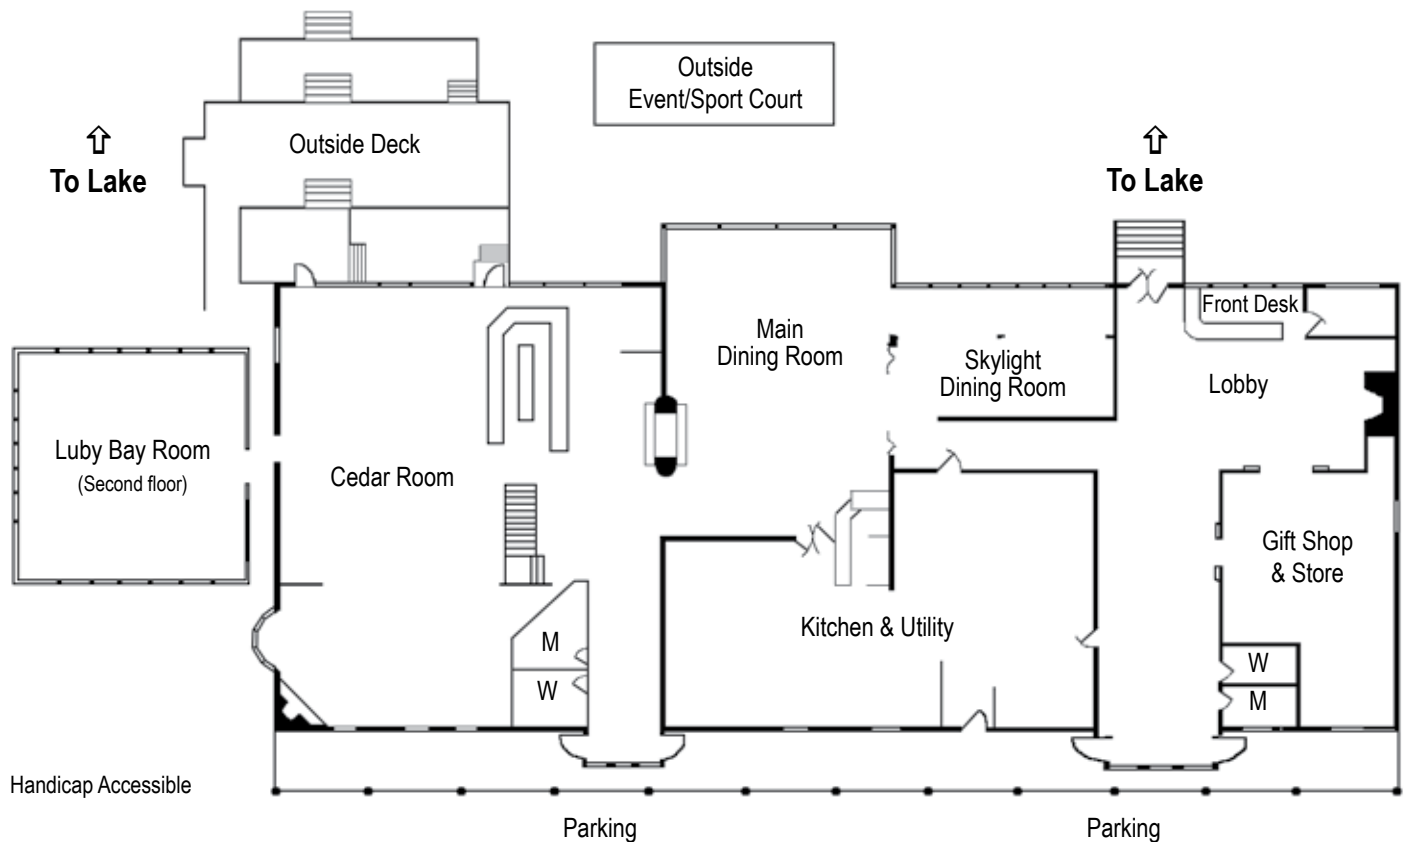 Outside
Event/Sport Court
Outside Deck
To Lake
To Lake
Front Desk
Main
Dining Room
Skylight
Dining Room
Lobby
Luby Bay Room
(Second floor)
Cedar Room
Gift Shop
& Store
Kitchen & Utility
M
W
W
M
Handicap Accessible
Parking
Parking